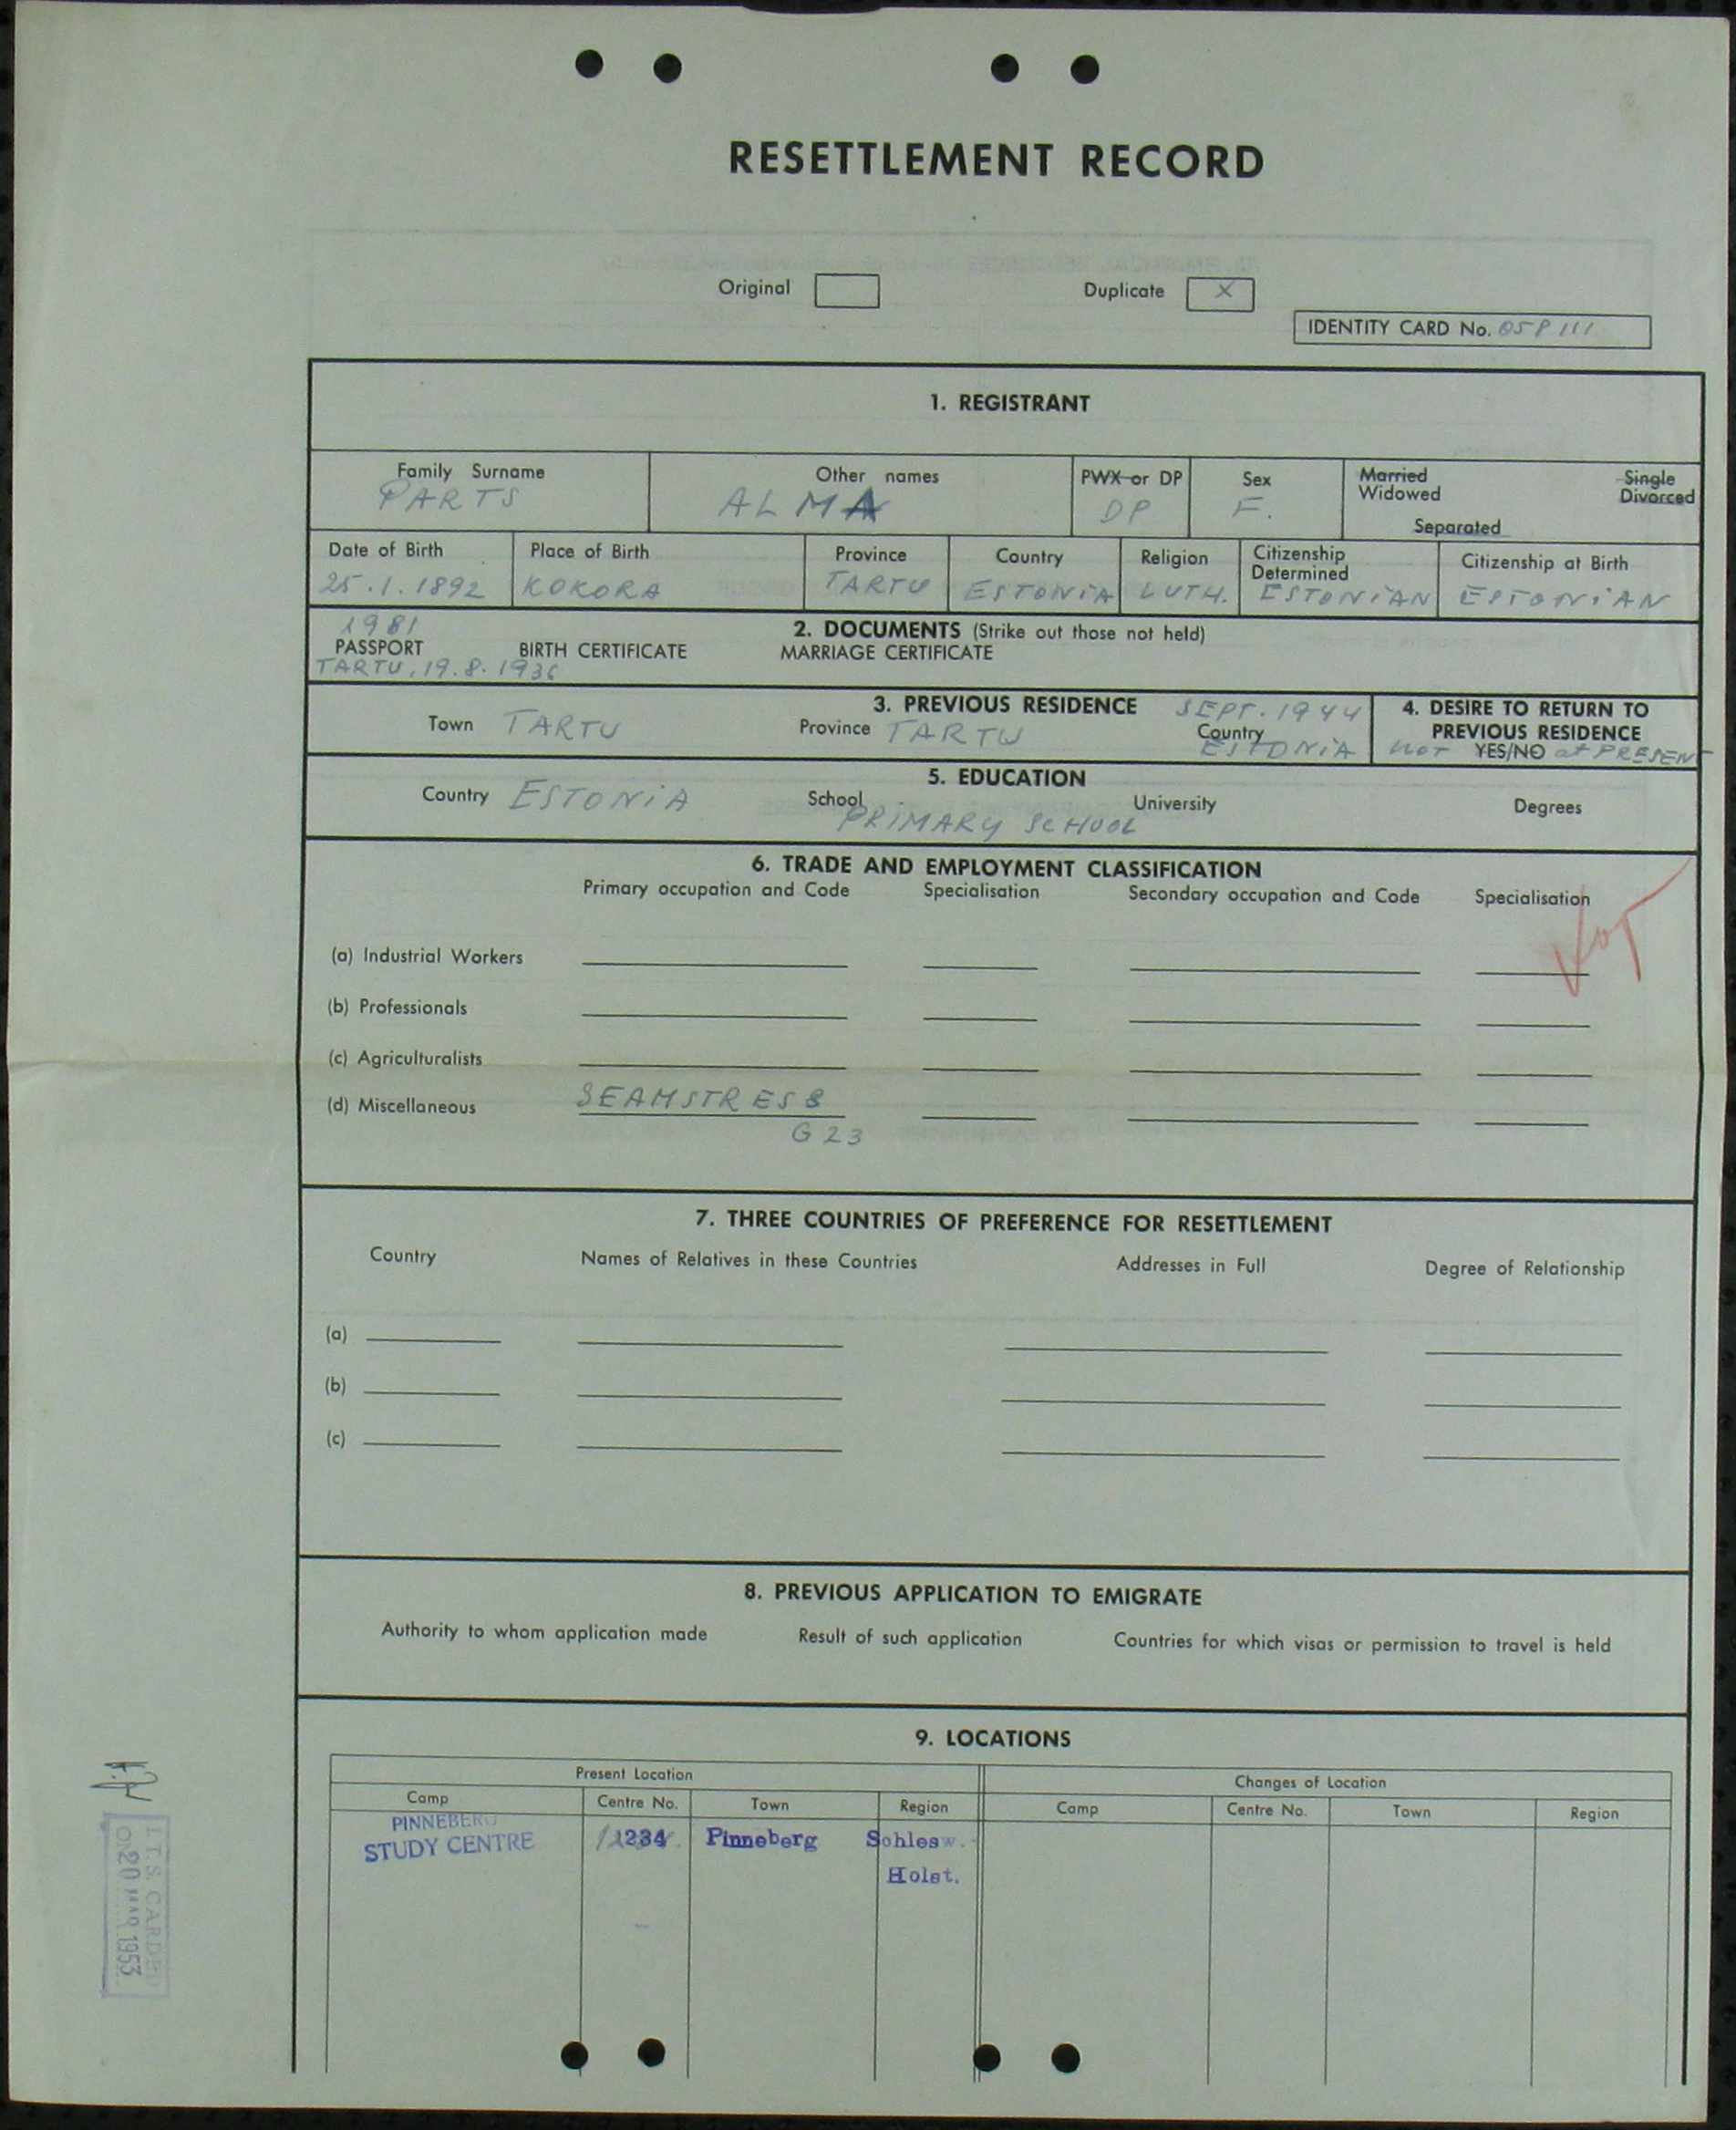 RESETTLEMENT RECORD
Original Duplicate X
IDENTITY CARD No. 058111
1. REGISTRANT
Family Surname Other names PWX or DP Sex Married Single
Widowed Divorced
PARTS ALMA DP F. Separated
Date of Birth Place of Birth Province Country Religion Citizenship Determined Citizenship at Birth
25.1.1892 KOKORA TARTU ESTONiA LUTH. ESTONiAN ESTONiAN
1981 2. DOCUMENTS (Strike out those not held)
PASSPORT BIRTH CERTIFICATE MARRIAGE CERTIFICATE
TARTU, 19.8.1936
3. PREVIOUS RESIDENCE SEPT. 1944 4. DESIRE TO RETURN TO
Town TARTU Province TARTU Country PREVIOUS RESIDENCE
ESTONiA not YES/NO at PRESENT
5. EDUCATION
Country ESTONiA School University Degrees
PRiMARY SCHOOL
6. TRADE AND EMPLOYMENT CLASSIFICATION
Primary occupation and Code Specialisation Secondary occupation and Code Specialisation
(a) Industrial Workers
(b) Professionals
(c) Agriculturalists
(d) Miscellaneous SEAMSTRESS
G 23
7. THREE COUNTRIES OF PREFERENCE FOR RESETTLEMENT
Country Names of Relatives in these Countries Addresses in Full Degree of Relationship
(a)
(b)
(c)
8. PREVIOUS APPLICATION TO EMIGRATE
Authority to whom application made Result of such application Countries for which visas or permission to travel is held
9. LOCATIONS
Present Location Changes of Location
Camp Centre No. Town Region Camp Centre No. Town Region
PINNEBERG
STUDY CENTRE 1234 Pinneberg Schlesw.
Holst.
I.T.S. CARDED
ON 20 MAR 1953